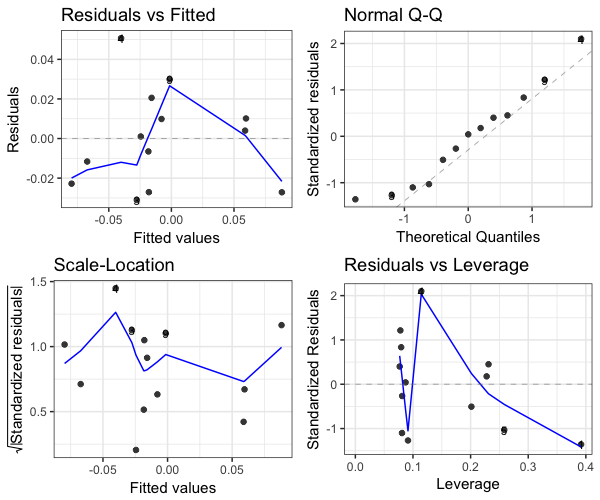 Residuals vs Fitted
Residuals
0.04
0.02
0.00
-0.02
-0.05
0.00
0.05
Fitted values
Normal Q-Q
Standardized residuals
2
1
0
-1
-1
0
1
Theoretical Quantiles
Scale-Location
√|Standardized residuals|
1.5
1.0
0.5
-0.05
0.00
0.05
Fitted values
Residuals vs Leverage
Standardized Residuals
2
1
0
-1
0.0
0.1
0.2
0.3
0.4
Leverage